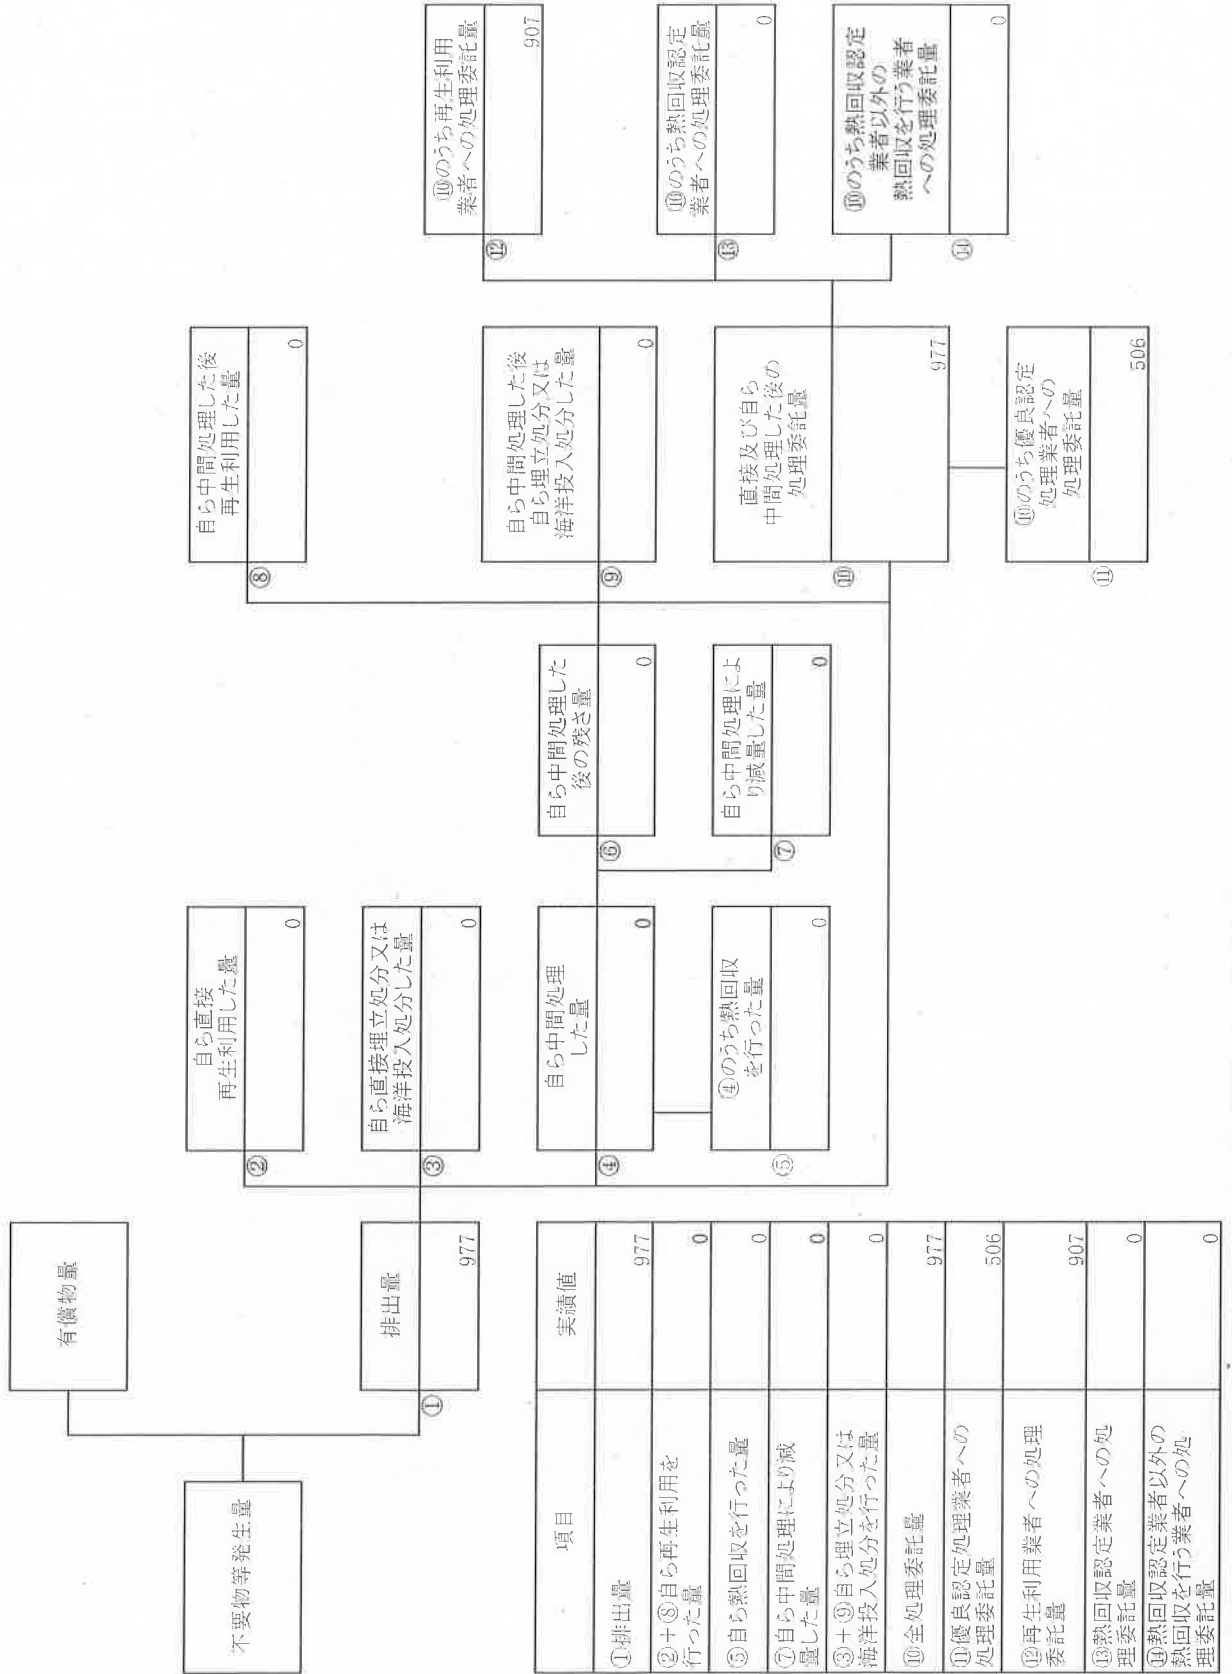 不要物等発生量
有償物量
①
排出量
977
②
自ら直接
再生利用した量
0
③
自ら直接埋立処分又は
海洋投入処分した量
0
④
自ら中間処理
した量
0
⑤
④のうち熱回収
を行った量
0
⑥
自ら中間処理した
後の残さ量
0
⑦
自ら中間処理によ
り減量した量
0
⑧
自ら中間処理した後
再生利用した量
0
⑨
自ら中間処理した後
自ら埋立処分又は
海洋投入処分した量
0
⑩
直接及び自ら
中間処理した後の
処理委託量
977
⑪
⑩のうち優良認定
処理業者への
処理委託量
506
⑫
⑩のうち再生利用
業者への処理委託量
907
⑬
⑩のうち熱回収認定
業者への処理委託量
0
⑭
⑩のうち熱回収認定
業者以外の
熱回収を行う業者
への処理委託量
0
項目
実績値
①排出量
977
②+⑧自ら再生利用を
行った量
0
⑤自ら熱回収を行った量
0
⑦自ら中間処理により減
量した量
0
③+⑨自ら埋立処分又は
海洋投入処分を行った量
0
⑩全処理委託量
977
⑪優良認定処理業者への
処理委託量
506
⑫再生利用業者への処理
委託量
907
⑬熱回収認定業者への処
理委託量
0
⑭熱回収認定業者以外の
熱回収を行う業者への処
理委託量
0